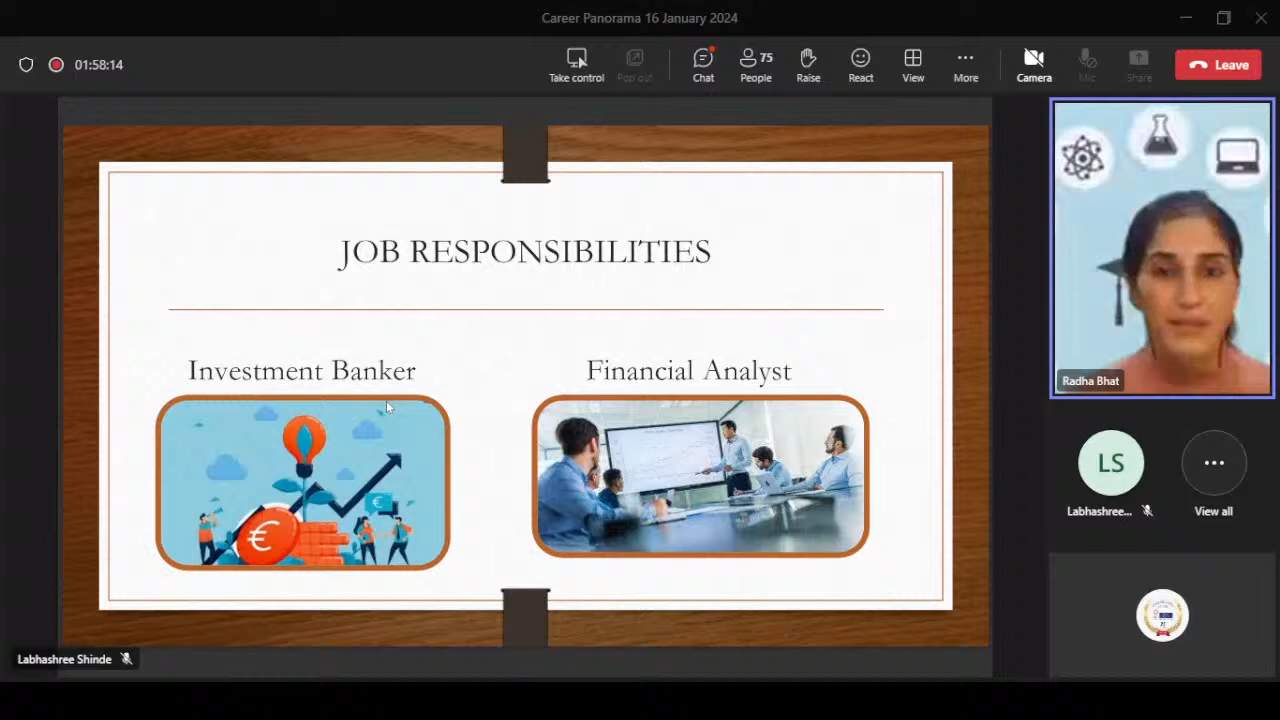 Career Panorama 16 January 2024
01:58:14
Take control
Pop out
Chat
75
People
Raise
React
View
More
Camera
Mic
Share
Leave
JOB RESPONSIBILITIES
Investment Banker
Financial Analyst
€
€
Radha Bhat
LS
Labhashree...
View all
Labhashree Shinde